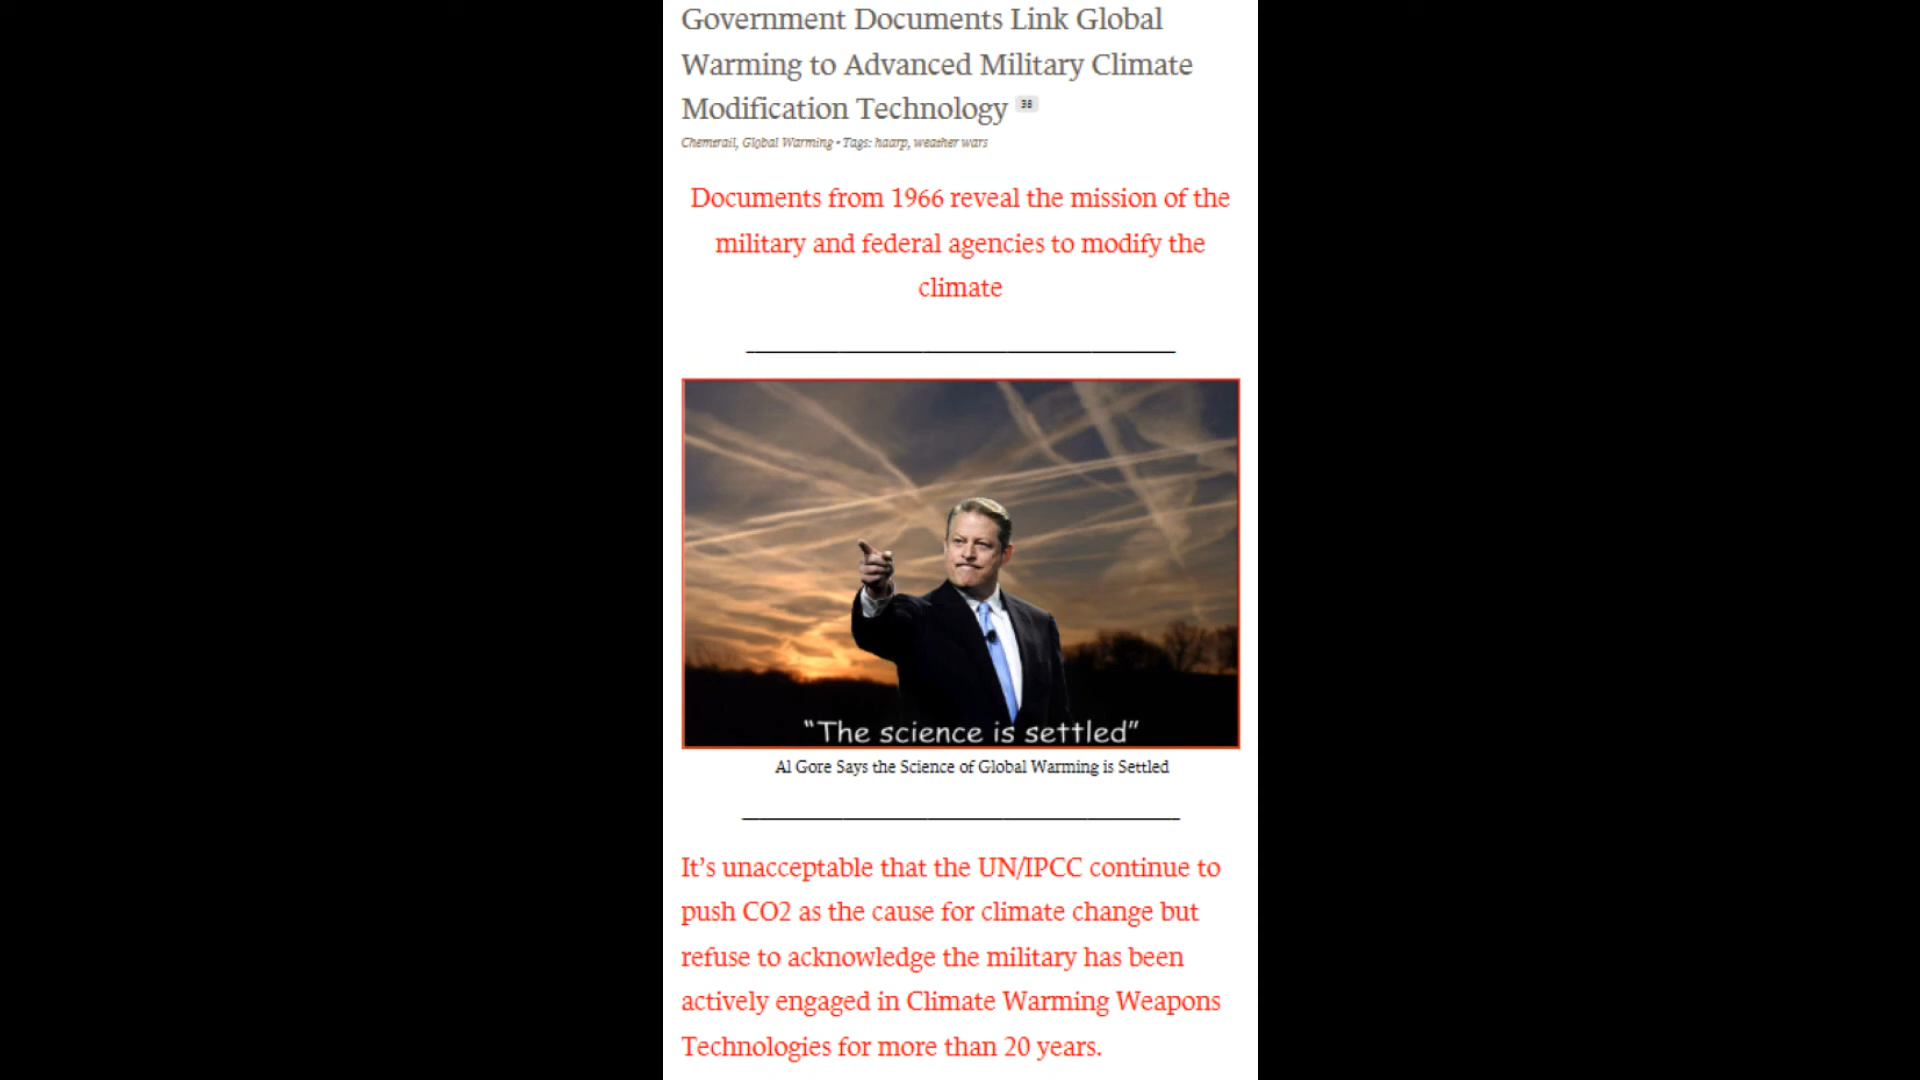 Government Documents Link Global
Warming to Advanced Military Climate
Modification Technology 38
Chemtrail, Global Warming • Tags: haarp, weather wars
Documents from 1966 reveal the mission of the
military and federal agencies to modify the
climate
"The science is settled"
Al Gore Says the Science of Global Warming is Settled
It's unacceptable that the UN/IPCC continue to
push CO2 as the cause for climate change but
refuse to acknowledge the military has been
actively engaged in Climate Warming Weapons
Technologies for more than 20 years.